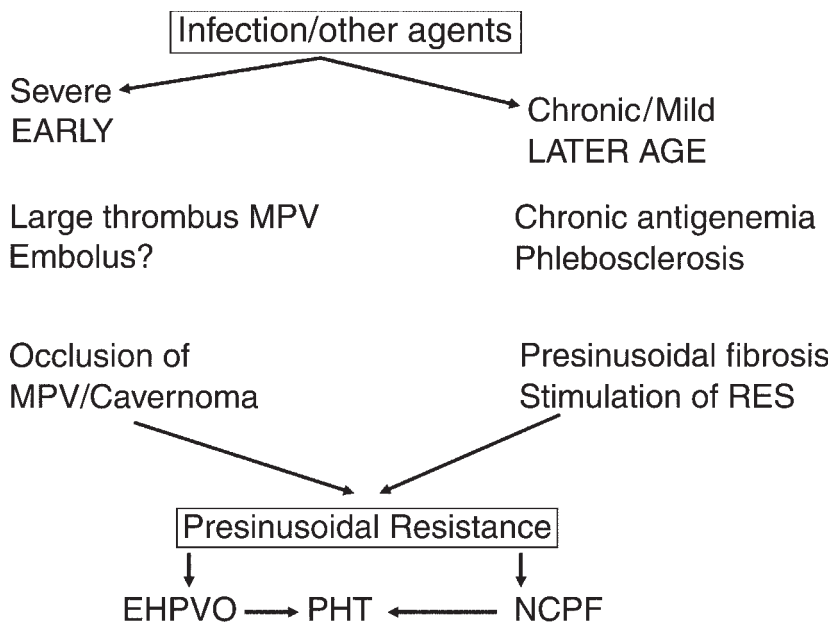 Infection/other agents
Severe
EARLY
Chronic/Mild
LATER AGE
Large thrombus MPV
Embolus?
Chronic antigenemia
Phlebosclerosis
Occlusion of
MPV/Cavernoma
Presinusoidal fibrosis
Stimulation of RES
Presinusoidal Resistance
EHPVO PHT NCPF